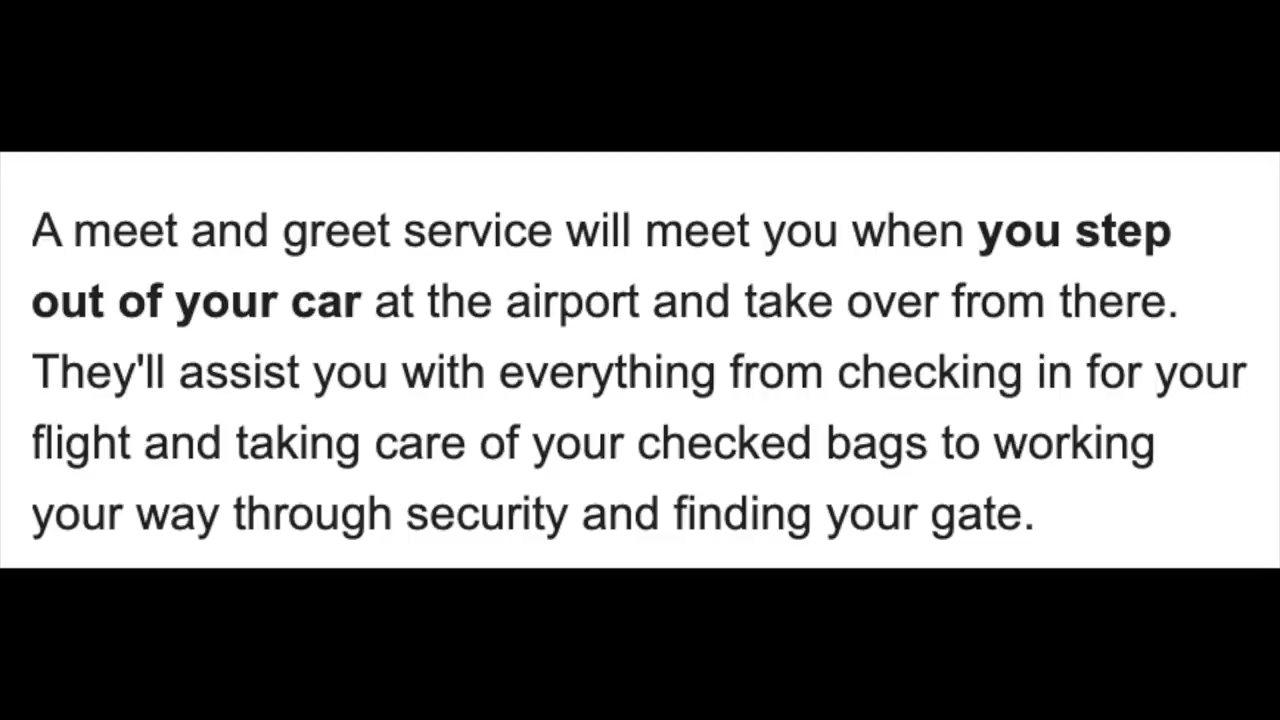 A meet and greet service will meet you when you step
out of your car at the airport and take over from there.
They'll assist you with everything from checking in for your
flight and taking care of your checked bags to working
your way through security and finding your gate.